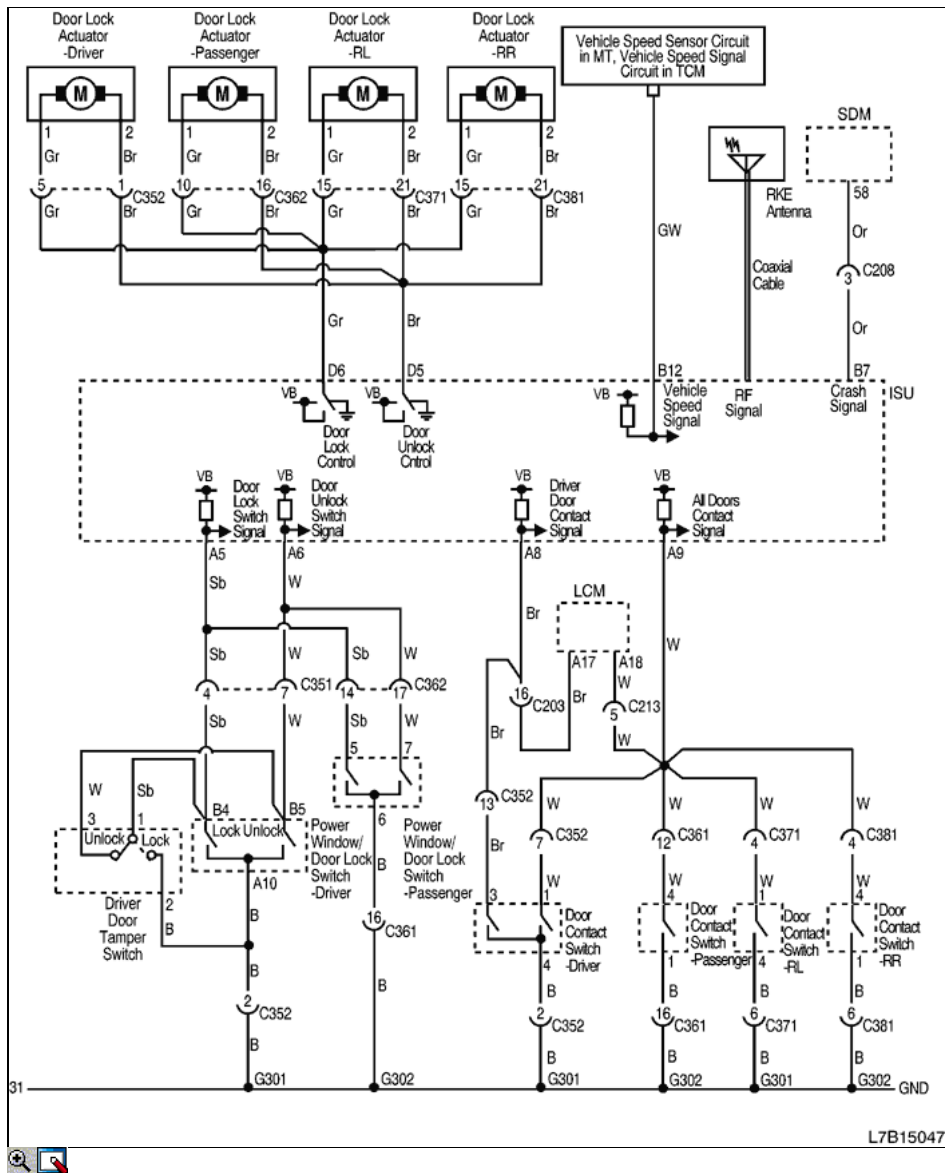 Door Lock
Actuator
-Driver
Door Lock
Actuator
-Passenger
Door Lock
Actuator
-RL
Door Lock
Actuator
-RR
Vehicle Speed Sensor Circuit
in MT, Vehicle Speed Signal
Circuit in TCM
M
M
M
M
SDM
1
2
1
2
1
2
1
2
Gr
Br
Gr
Br
Gr
Br
Gr
Br
RKE
Antenna
58
5
1
C352
10
16
C362
15
21
C371
15
21
C381
Gr
Br
Gr
Br
Gr
Br
Gr
Br
GW
Or
Coaxial
Cable
3
C208
Gr
Br
Or
D6
D5
B12
B7
ISU
VB
VB
VB
Vehicle
Speed
Signal
RF
Signal
Crash
Signal
Door
Lock
Control
Door
Unlock
Cntrol
VB
Door
Lock
Switch
Signal
VB
Door
Unlock
Switch
Signal
VB
Driver
Door
Contact
Signal
VB
All Doors
Contact
Signal
A5
A6
A8
A9
Sb
W
Br
LCM
W
A17
A18
Sb
W
Sb
W
W
4
7
C351
14
17
C362
16
C203
Br
5
C213
Sb
W
Sb
W
Br
W
5
7
13
C352
W
Sb
3
1
B4
B5
W
W
W
W
Unlock
Lock
Lock
Unlock
Power
Window/
Door Lock
Switch
-Driver
6
Power
Window/
Door Lock
Switch
-Passenger
7
C352
12
C361
4
C371
4
C381
Br
W
W
W
W
A10
B
3
1
4
1
4
Driver
Door
Tamper
Switch
2
B
B
16
C361
Door
Contact
Switch
-Driver
Door
Contact
Switch
-Passenger
Door
Contact
Switch
-RL
Door
Contact
Switch
-RR
4
1
4
1
B
B
B
B
B
B
2
C352
2
C352
16
C361
6
C371
6
C381
B
B
B
B
B
31
G301
G302
G301
G302
G301
G302
GND
L7B15047